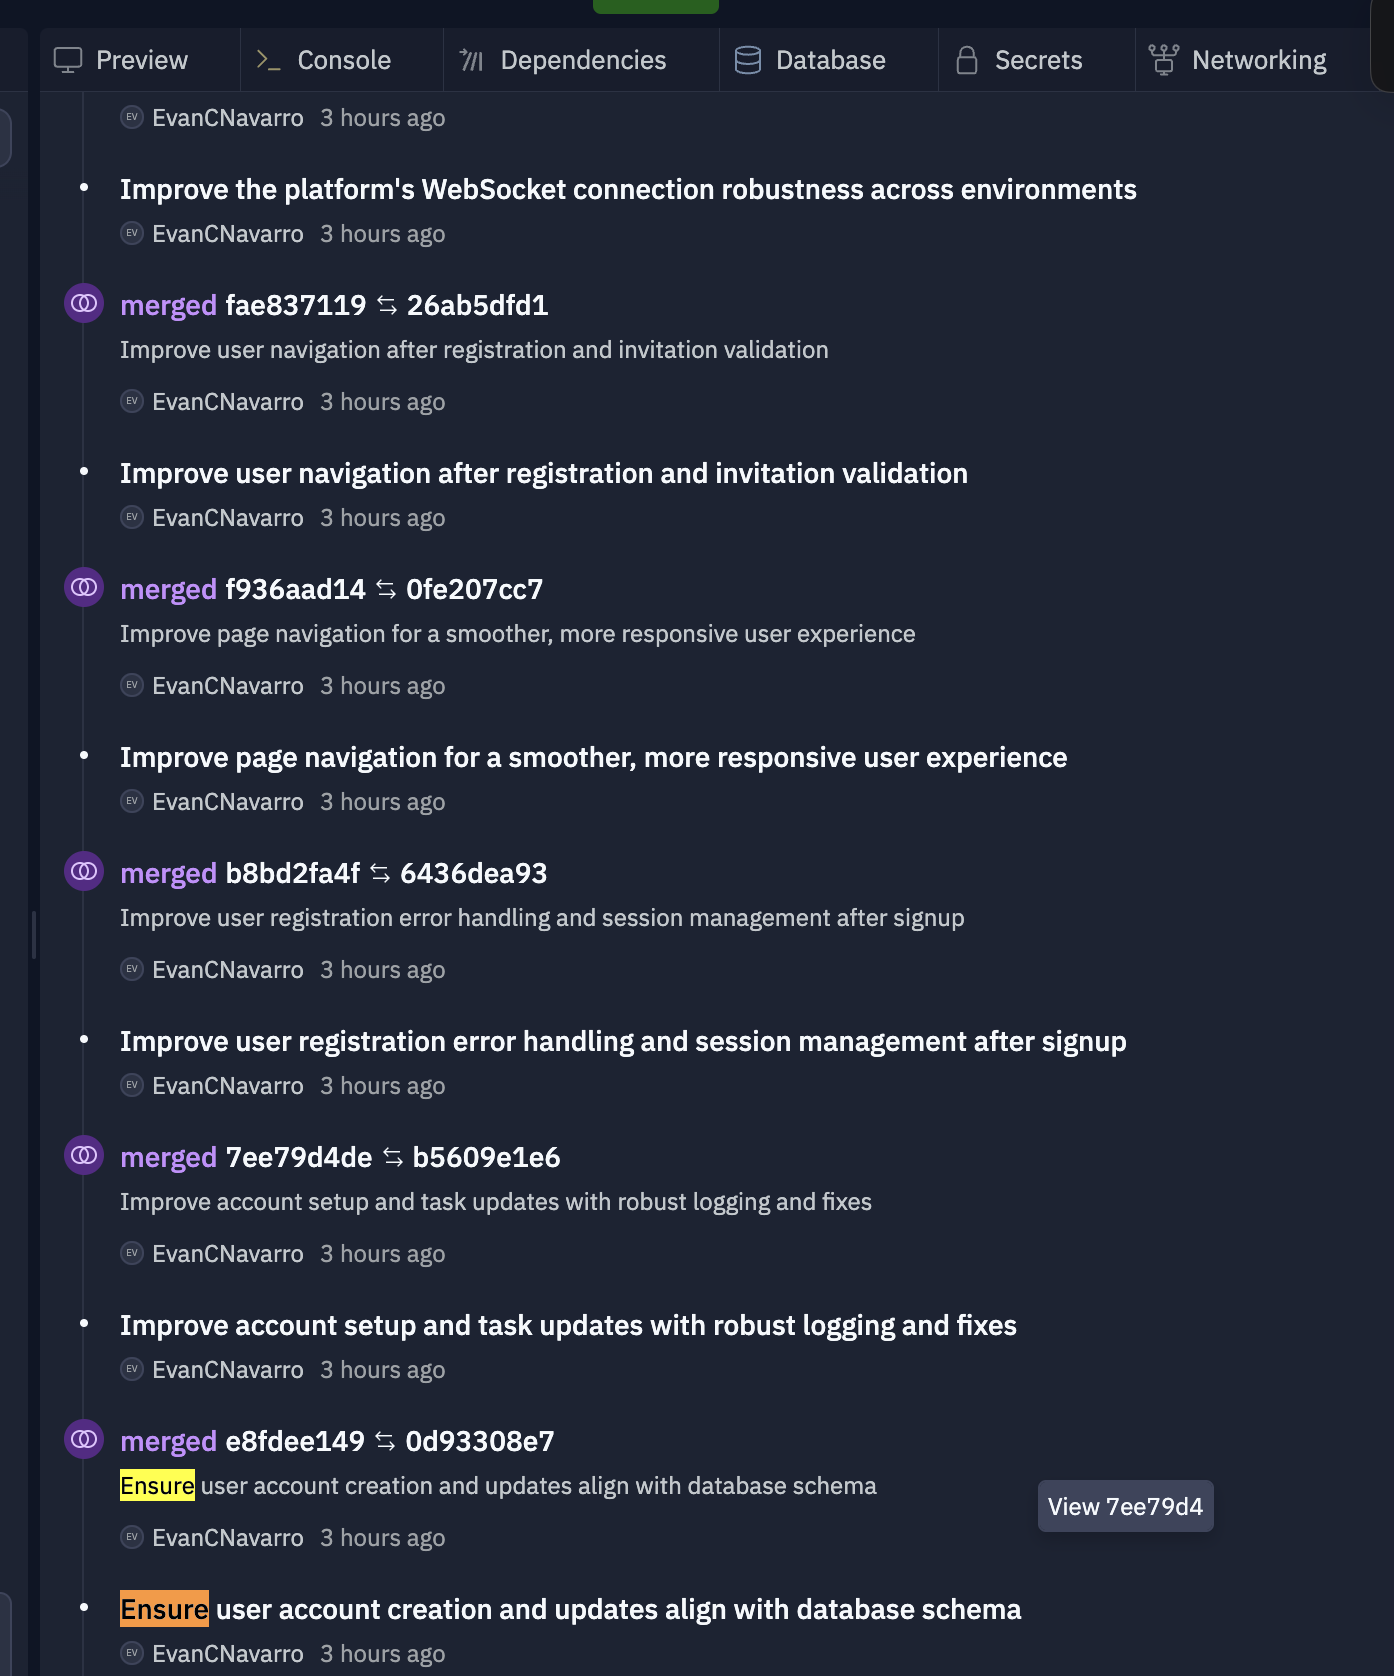 Preview
Console
Dependencies
Database
Secrets
Networking
EV EvanCNavarro 3 hours ago
Improve the platform's WebSocket connection robustness across environments
EV EvanCNavarro 3 hours ago
merged fae837119 ⇆ 26ab5dfd1
Improve user navigation after registration and invitation validation
EV EvanCNavarro 3 hours ago
Improve user navigation after registration and invitation validation
EV EvanCNavarro 3 hours ago
merged f936aad14 ⇆ 0fe207cc7
Improve page navigation for a smoother, more responsive user experience
EV EvanCNavarro 3 hours ago
Improve page navigation for a smoother, more responsive user experience
EV EvanCNavarro 3 hours ago
merged b8bd2fa4f ⇆ 6436dea93
Improve user registration error handling and session management after signup
EV EvanCNavarro 3 hours ago
Improve user registration error handling and session management after signup
EV EvanCNavarro 3 hours ago
merged 7ee79d4de ⇆ b5609e1e6
Improve account setup and task updates with robust logging and fixes
EV EvanCNavarro 3 hours ago
Improve account setup and task updates with robust logging and fixes
EV EvanCNavarro 3 hours ago
merged e8fdee149 ⇆ 0d93308e7
Ensure user account creation and updates align with database schema
View 7ee79d4
EV EvanCNavarro 3 hours ago
Ensure user account creation and updates align with database schema
EV EvanCNavarro 3 hours ago